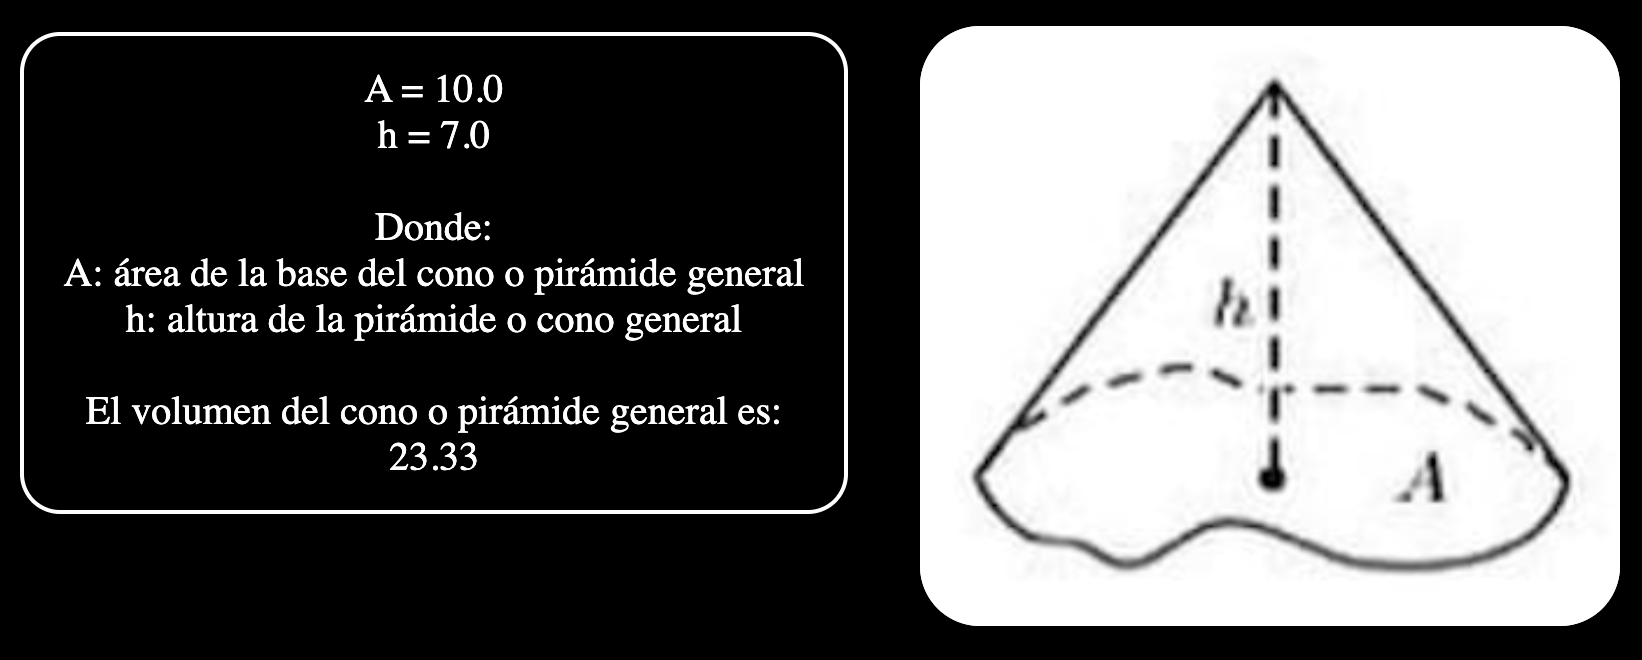 A = 10.0
h = 7.0
Donde:
A: área de la base del cono o pirámide general
h: altura de la pirámide o cono general
El volumen del cono o pirámide general es:
23.33
h
A